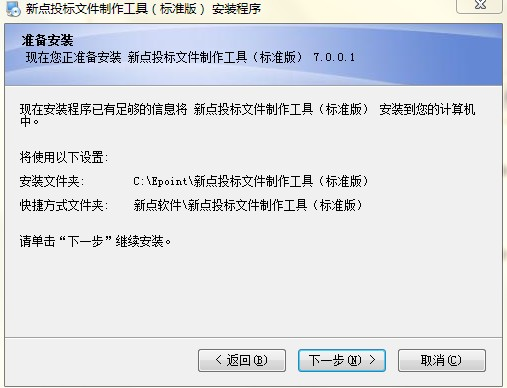 新点投标文件制作工具（标准版） 安装程序
准备安装
现在您正准备安装 新点投标文件制作工具（标准版） 7.0.0.1
现在安装程序已有足够的信息将 新点投标文件制作工具（标准版） 安装到您的计算机
中。
将使用以下设置:
安装文件夹: C:\Epoint\新点投标文件制作工具（标准版）
快捷方式文件夹: 新点软件\新点投标文件制作工具（标准版）
请单击“下一步”继续安装。
< 返回(B) 下一步(N) > 取消(C)